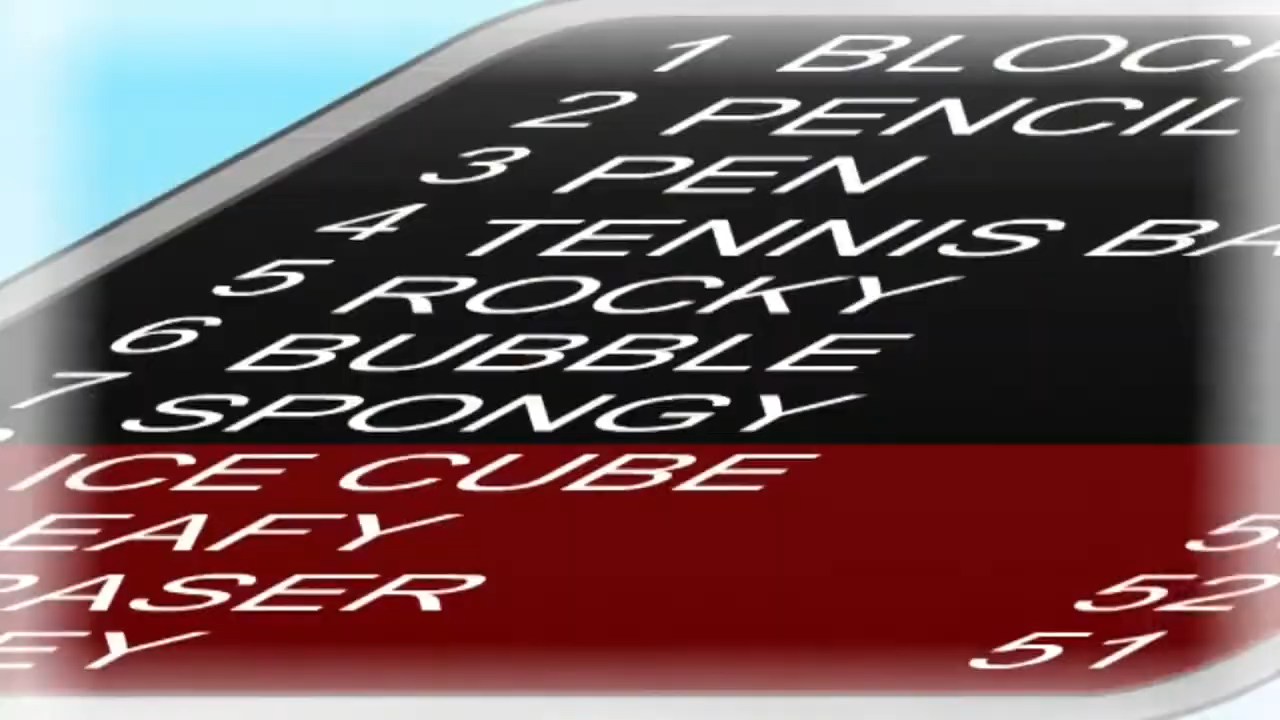 1 BLOCK
2 PENCIL
3 PEN
4 TENNIS BA
5 ROCKY
6 BUBBLE
7 SPONGY
ICE CUBE
EAFY
RASER 52
EY 51